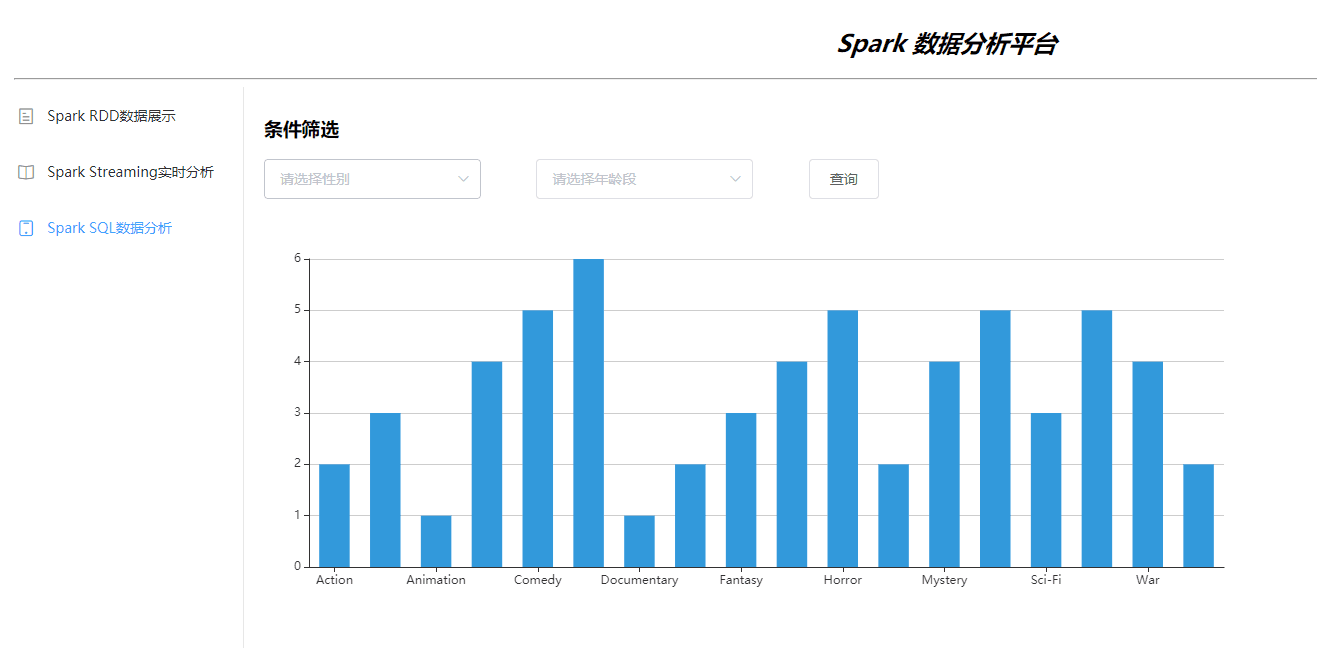 Spark 数据分析平台
Spark RDD数据展示
Spark Streaming实时分析
Spark SQL数据分析
条件筛选
请选择性别
请选择年龄段
查询
6
5
4
3
2
1
0
Action Animation Comedy Documentary Fantasy Horror Mystery Sci-Fi War